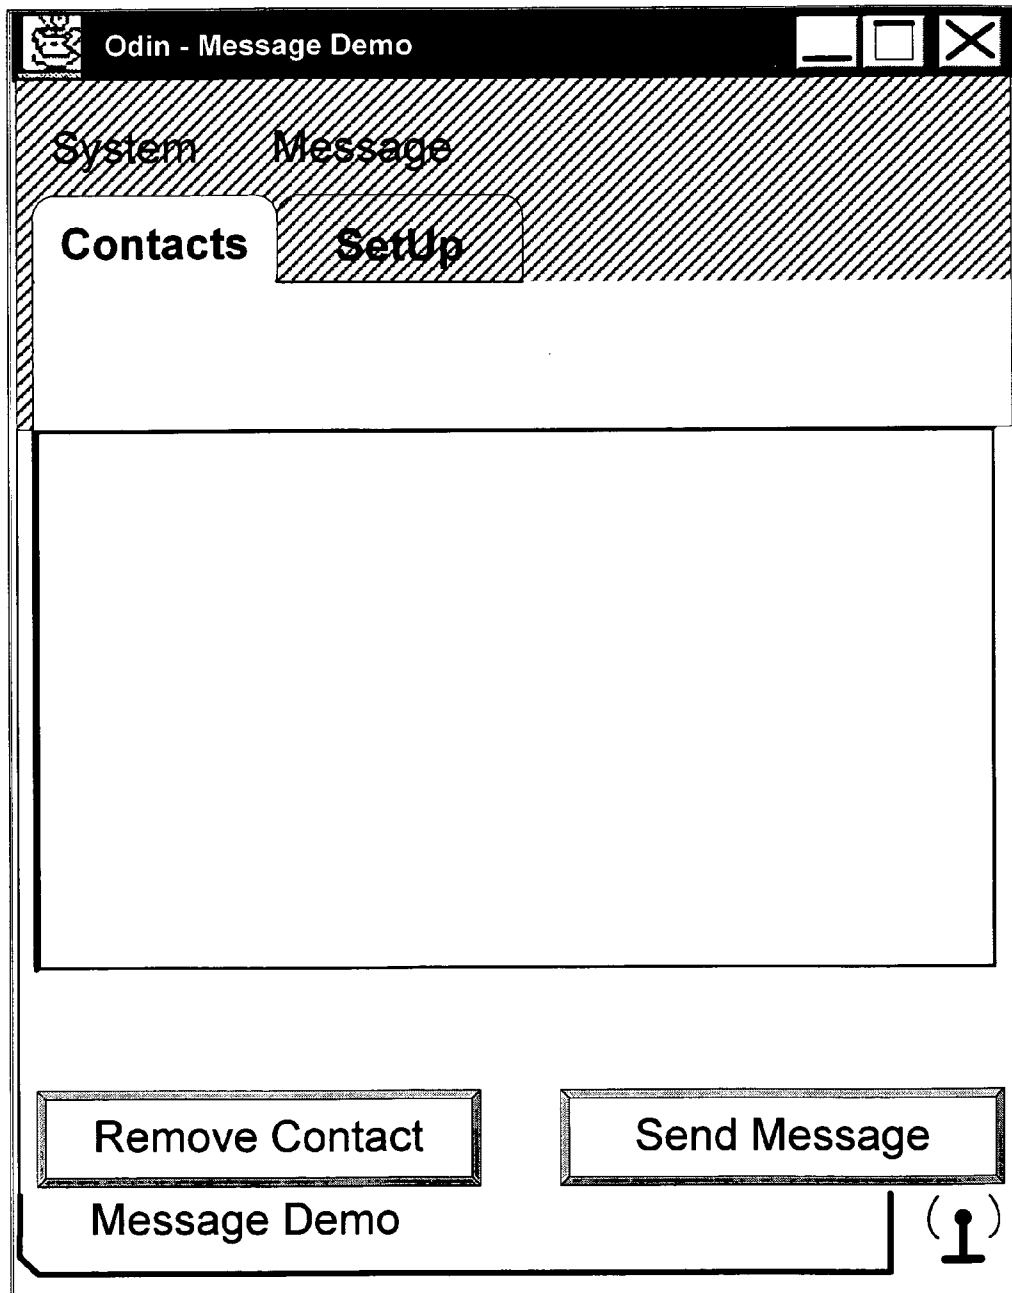 Odin - Message Demo
System Message
Contacts SetUp
Remove Contact Send Message
Message Demo